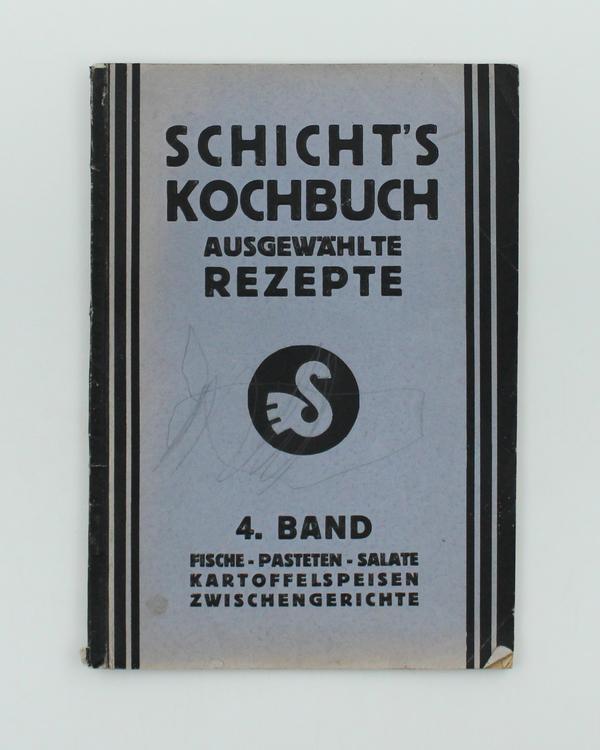 SCHICHT'S
KOCHBUCH
AUSGEWÄHLTE
REZEPTE
4. BAND
FISCHE - PASTETEN - SALATE
KARTOFFELSPEISEN
ZWISCHENGERICHTE